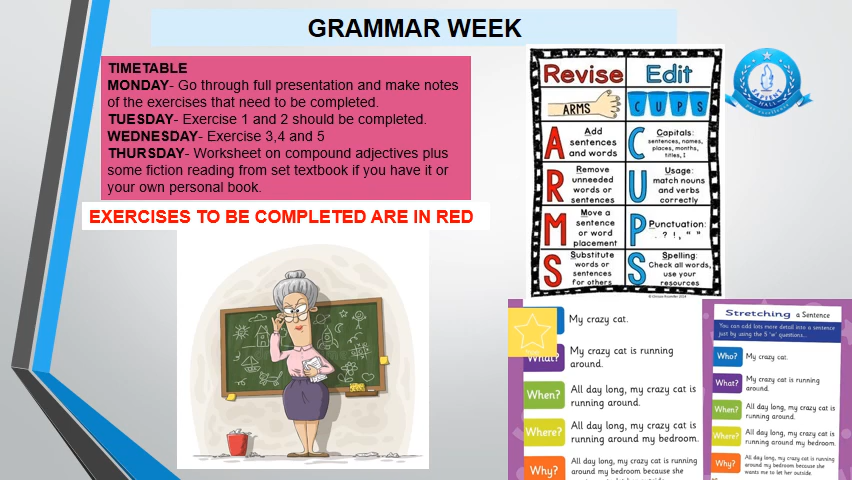 GRAMMAR WEEK
TIMETABLE
MONDAY- Go through full presentation and make notes
of the exercises that need to be completed.
TUESDAY- Exercise 1 and 2 should be completed.
WEDNESDAY- Exercise 3,4 and 5
THURSDAY- Worksheet on compound adjectives plus
some fiction reading from set textbook if you have it or
your own personal book.
EXERCISES TO BE COMPLETED ARE IN RED
Revise Edit
ARMS
CUPS
A
Add
sentences
and words
C
Capitals:
sentences, names,
places, months,
titles, I
R
Remove
unneeded
words or
sentences
U
Usage:
match nouns
and verbs
correctly
M
Move a
sentence
or word
placement
P
Punctuation:
. ? ! , " "
S
Substitute
words or
sentences
for others
S
Spelling:
Check all words,
use your
resources
SAPIENT
HALL
My crazy cat.
What?
My crazy cat is running
around.
When?
All day long, my crazy cat is
running around.
Where?
All day long, my crazy cat is
running around my bedroom.
Why?
All day long, my crazy cat is running
around my bedroom because she
Stretching a Sentence
You can add lots more detail into a sentence
just by using the 5 'w' questions...
Who?
My crazy cat.
What?
My crazy cat is running
around.
When?
All day long, my crazy cat is
running around.
Where?
All day long, my crazy cat is
running around my bedroom.
Why?
All day long, my crazy cat is running
around my bedroom because she
wants me to let her outside.